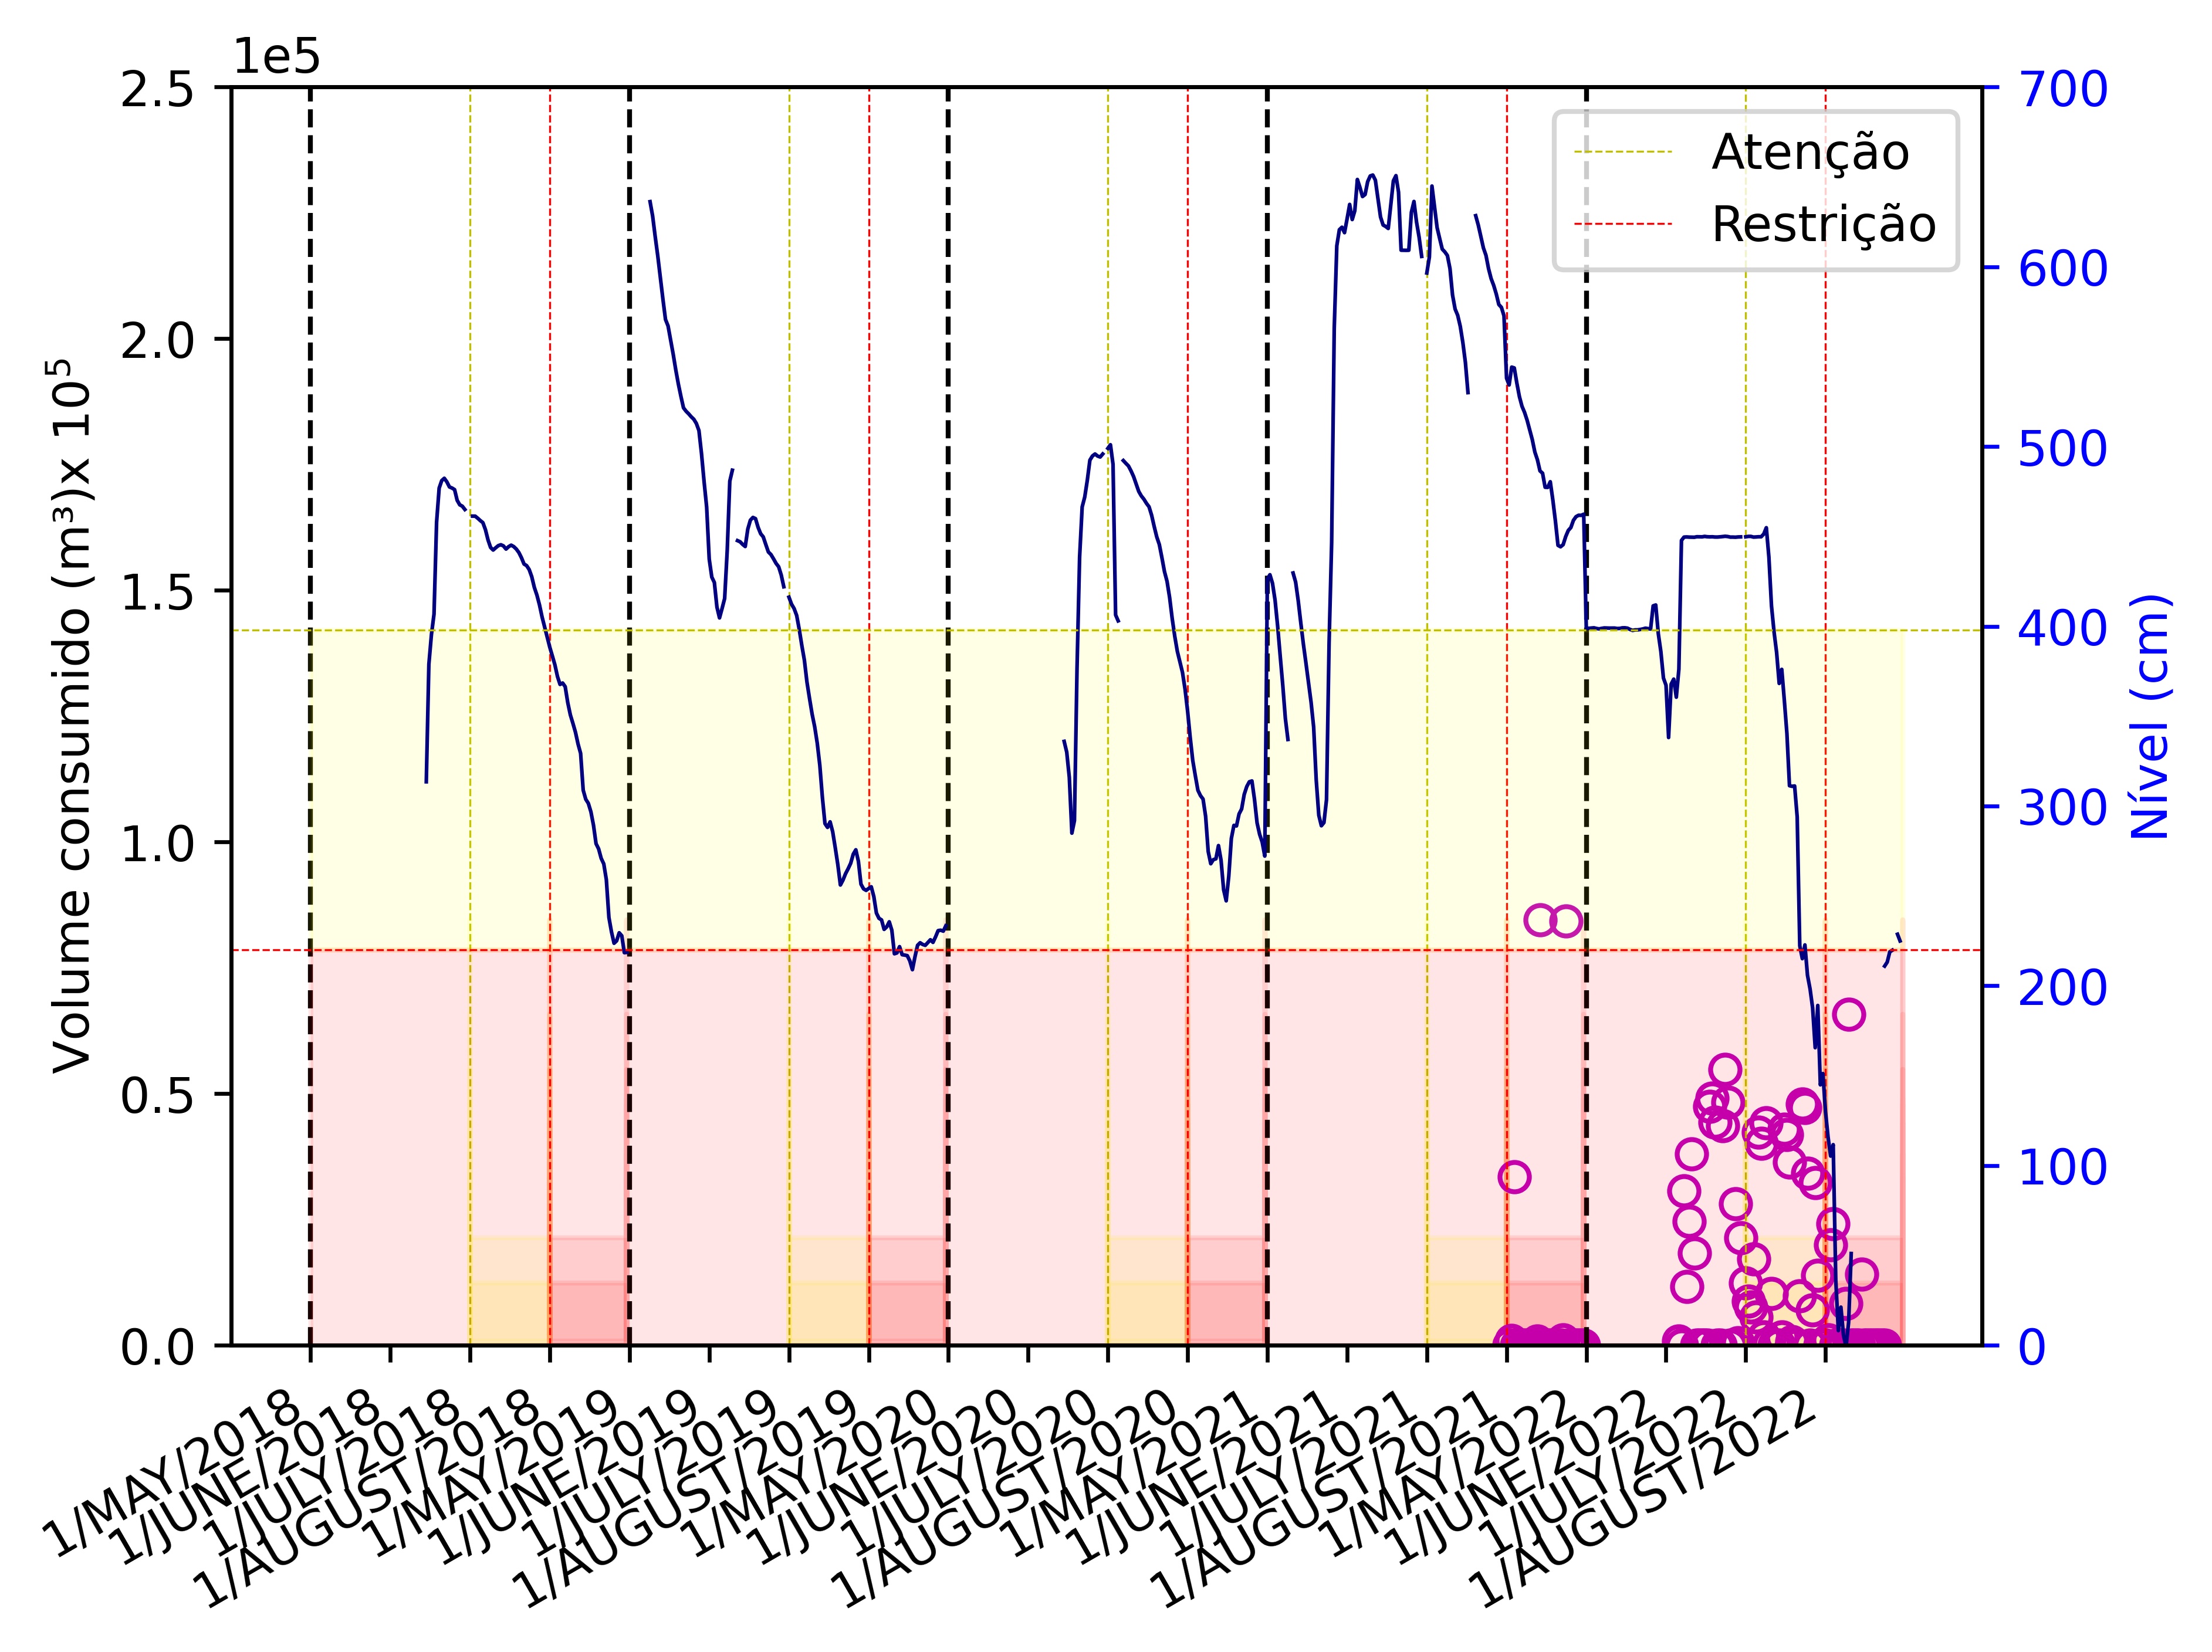 1e5
2.5
2.0
1.5
1.0
0.5
0.0
Volume consumido (m³)x 10⁵
Atenção
Restrição
700
600
500
400
300
200
100
0
Nível (cm)
1/MAY/2018
1/JUNE/2018
1/JULY/2018
1/AUGUST/2018
1/MAY/2019
1/JUNE/2019
1/JULY/2019
1/AUGUST/2019
1/MAY/2020
1/JUNE/2020
1/JULY/2020
1/AUGUST/2020
1/MAY/2021
1/JUNE/2021
1/JULY/2021
1/AUGUST/2021
1/MAY/2022
1/JUNE/2022
1/JULY/2022
1/AUGUST/2022